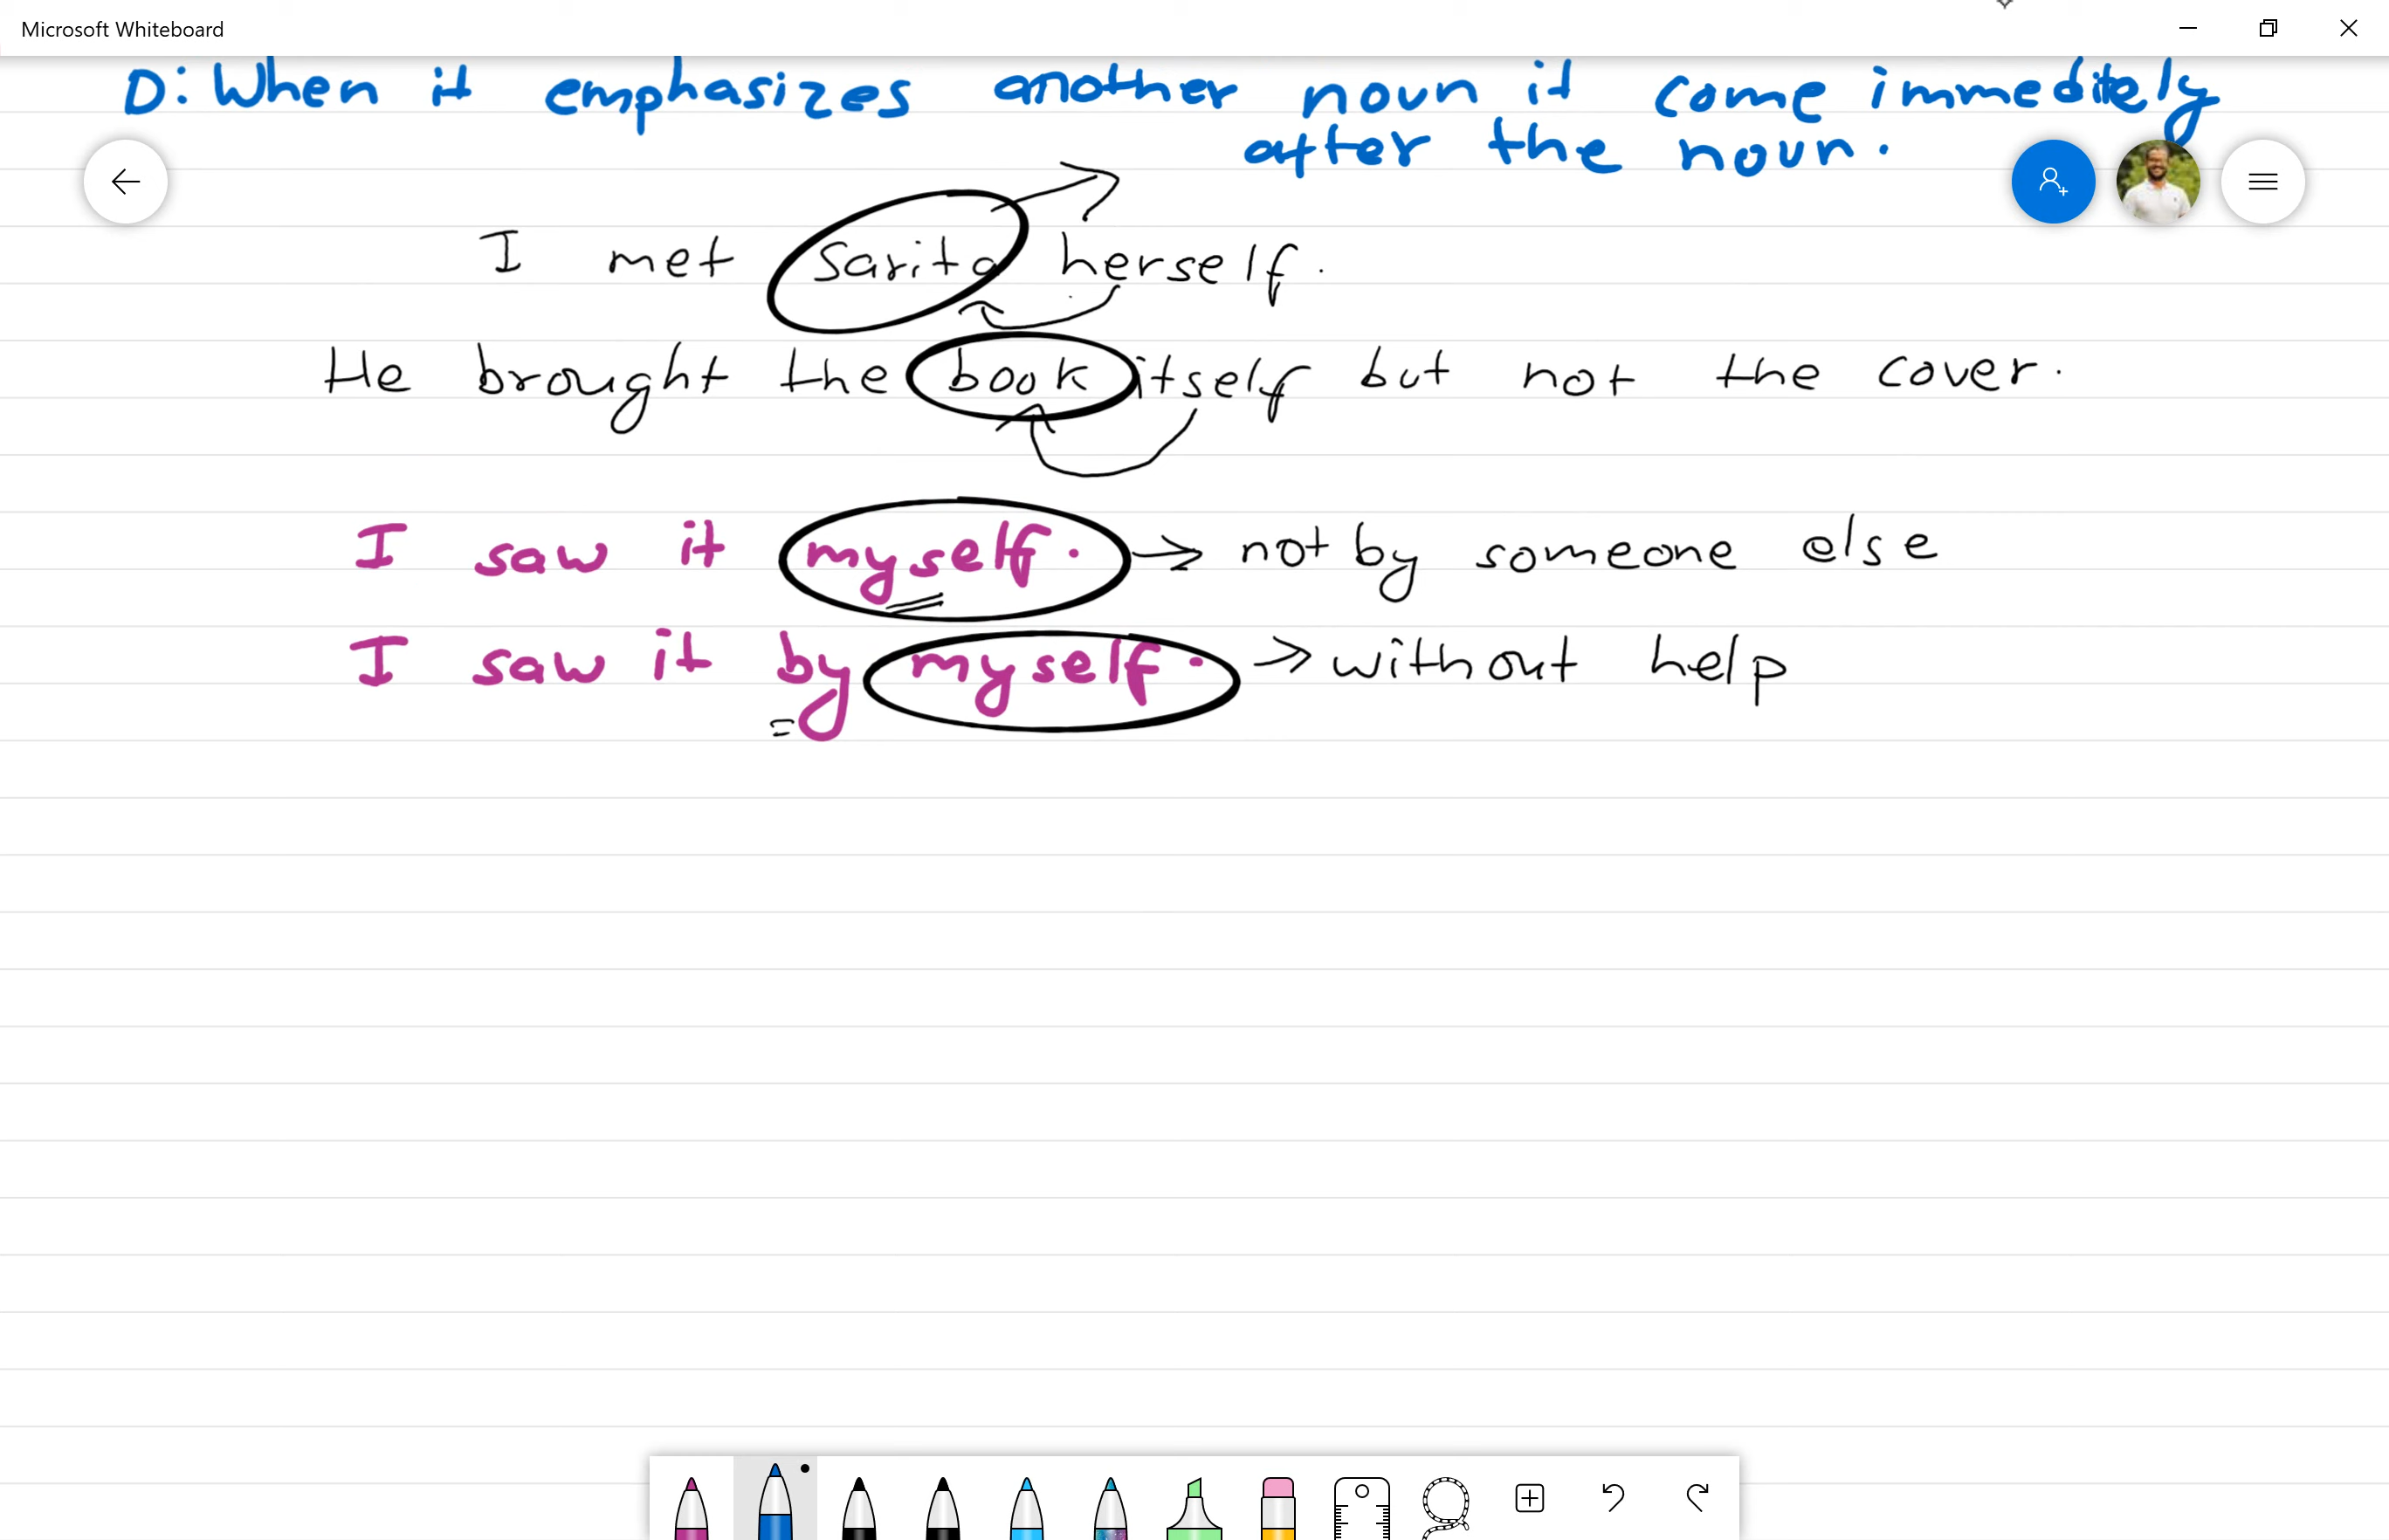 Microsoft Whiteboard
D: When it emphasizes another noun it come immeditely
after the noun.
I met Sarita herself.
He brought the book itself but not the cover.
I saw it myself. → not by someone else
I saw it by myself. > without help